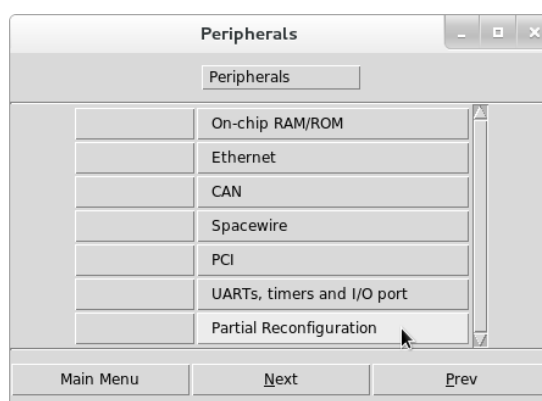 Peripherals
Peripherals
On-chip RAM/ROM
Ethernet
CAN
Spacewire
PCI
UARTs, timers and I/O port
Partial Reconfiguration
Main Menu Next Prev